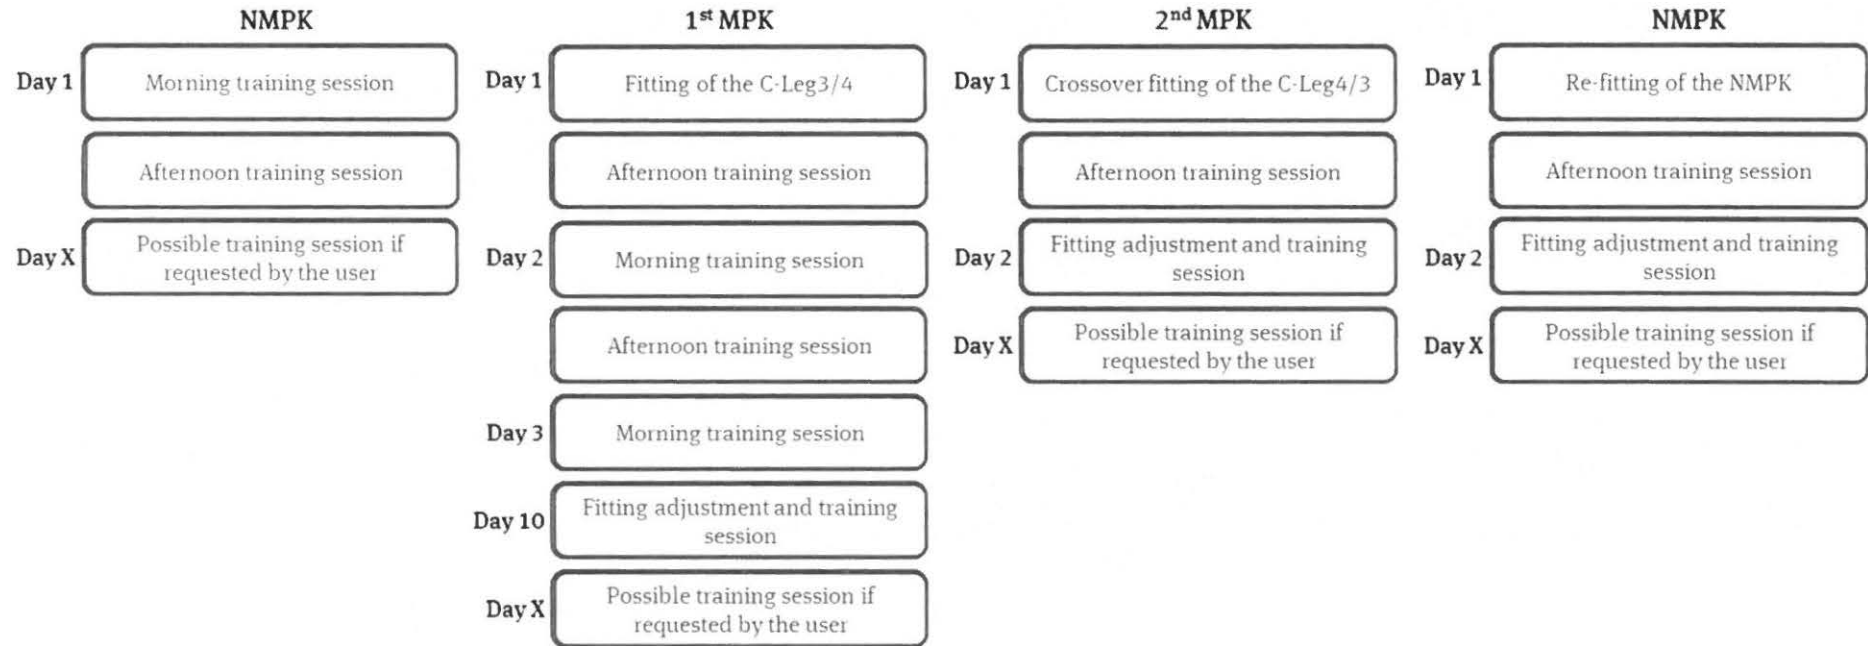 NMPK
Day 1
Morning training session
Afternoon training session
Day X
Possible training session if
requested by the user
1st MPK
Day 1
Fitting of the C-Leg3/4
Afternoon training session
Day 2
Morning training session
Afternoon training session
Day 3
Morning training session
Day 10
Fitting adjustment and training
session
Day X
Possible training session if
requested by the user
2nd MPK
Day 1
Crossover fitting of the C-Leg4/3
Afternoon training session
Day 2
Fitting adjustment and training
session
Day X
Possible training session if
requested by the user
NMPK
Day 1
Re-fitting of the NMPK
Afternoon training session
Day 2
Fitting adjustment and training
session
Day X
Possible training session if
requested by the user